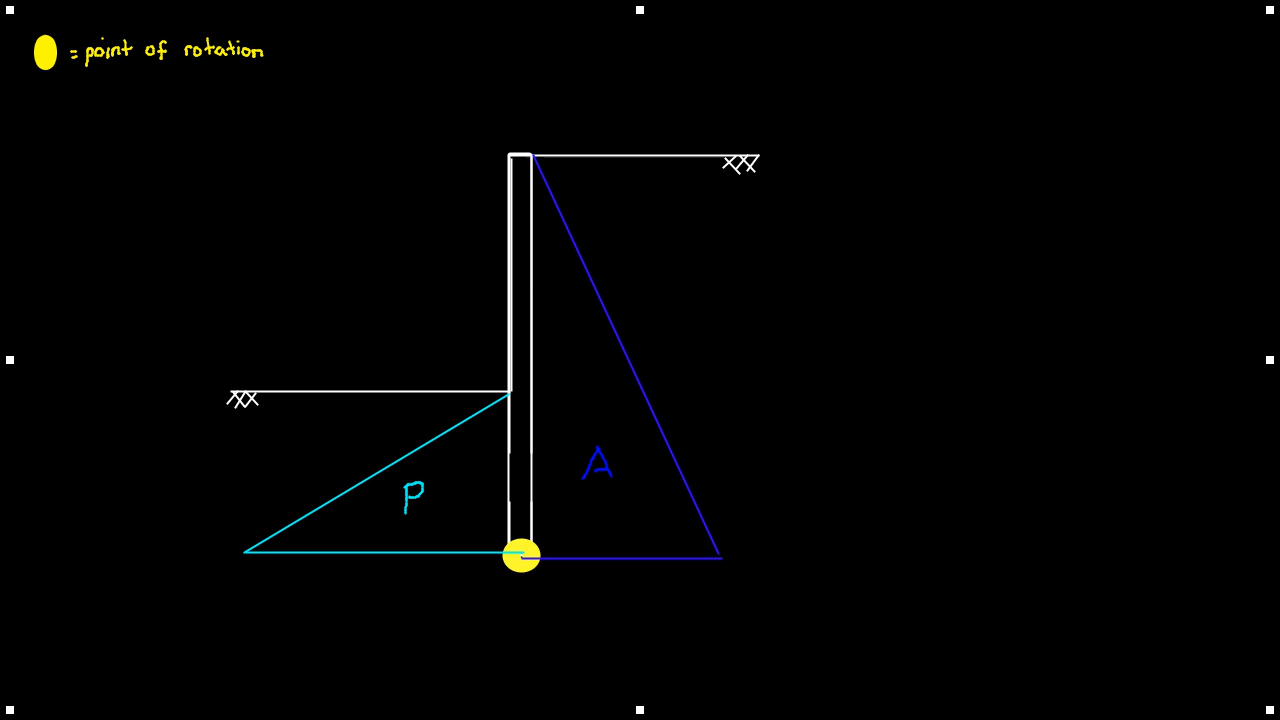 = point of rotation
A
P